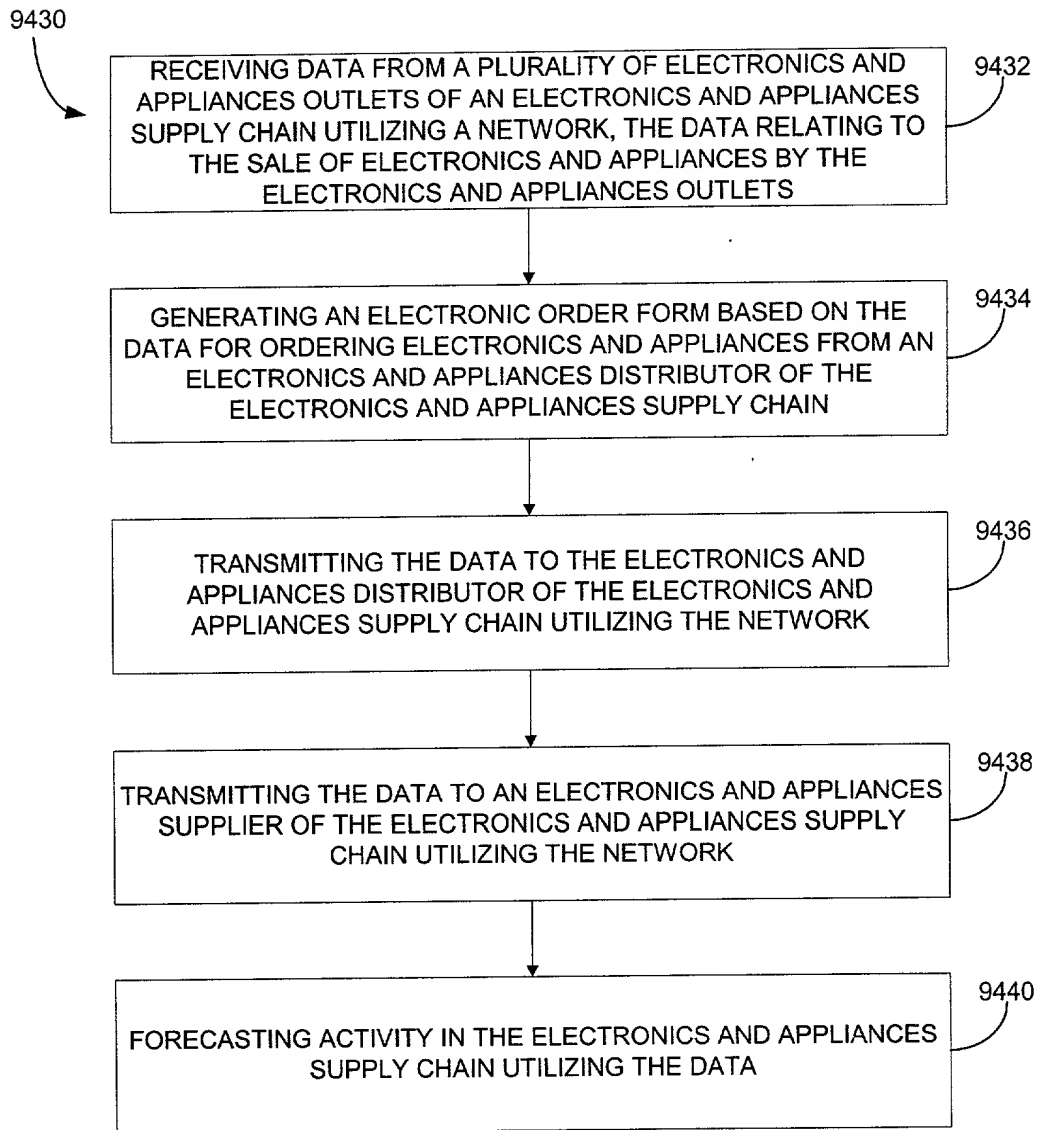 9430
RECEIVING DATA FROM A PLURALITY OF ELECTRONICS AND
APPLIANCES OUTLETS OF AN ELECTRONICS AND APPLIANCES
SUPPLY CHAIN UTILIZING A NETWORK, THE DATA RELATING TO
THE SALE OF ELECTRONICS AND APPLIANCES BY THE
ELECTRONICS AND APPLIANCES OUTLETS
9432
GENERATING AN ELECTRONIC ORDER FORM BASED ON THE
DATA FOR ORDERING ELECTRONICS AND APPLIANCES FROM AN
ELECTRONICS AND APPLIANCES DISTRIBUTOR OF THE
ELECTRONICS AND APPLIANCES SUPPLY CHAIN
9434
TRANSMITTING THE DATA TO THE ELECTRONICS AND
APPLIANCES DISTRIBUTOR OF THE ELECTRONICS AND
APPLIANCES SUPPLY CHAIN UTILIZING THE NETWORK
9436
TRANSMITTING THE DATA TO AN ELECTRONICS AND APPLIANCES
SUPPLIER OF THE ELECTRONICS AND APPLIANCES SUPPLY
CHAIN UTILIZING THE NETWORK
9438
FORECASTING ACTIVITY IN THE ELECTRONICS AND APPLIANCES
SUPPLY CHAIN UTILIZING THE DATA
9440